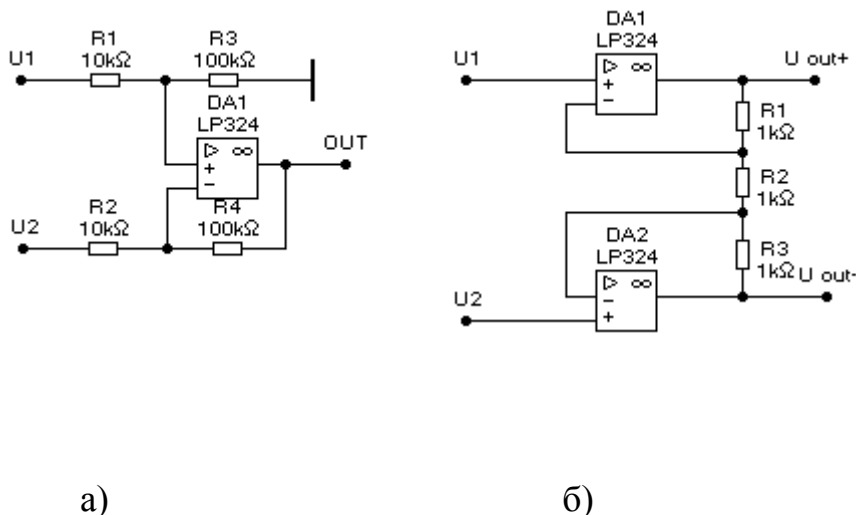 U1
R1
10kΩ
R3
100kΩ
DA1
LP324
▷ ∞
+
−
OUT
U2
R2
10kΩ
R4
100kΩ
а)
DA1
LP324
U1
▷ ∞
+
−
U out+
R1
1kΩ
R2
1kΩ
DA2
LP324
▷ ∞
−
+
R3
1kΩ
U out-
U2
б)